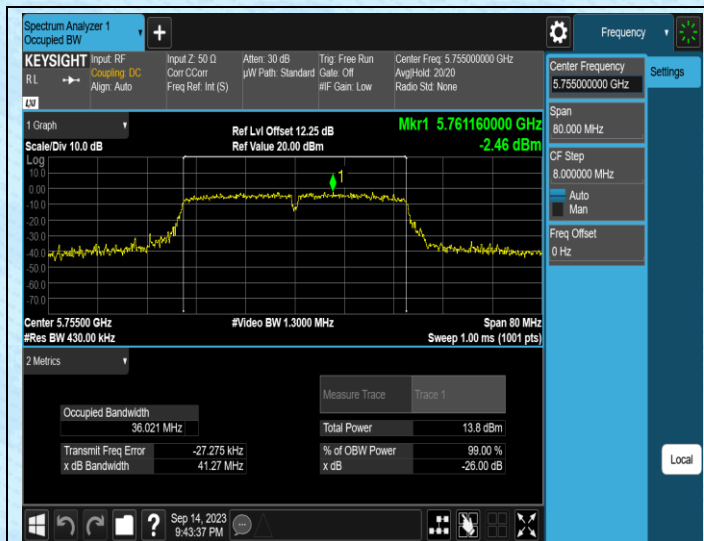 Spectrum Analyzer 1
Occupied BW
Frequency
KEYSIGHT
R L
LXI
Input: RF
Coupling: DC
Align: Auto
Input Z: 50 Ω
Corr CCorr
Freq Ref: Int (S)
Atten: 30 dB
µW Path: Standard
Trig: Free Run
Gate: Off
#IF Gain: Low
Center Freq: 5.755000000 GHz
Avg|Hold: 20/20
Radio Std: None
Center Frequency
5.755000000 GHz
Settings
Span
80.000 MHz
CF Step
8.000000 MHz
Auto
Man
Freq Offset
0 Hz
1 Graph
Scale/Div 10.0 dB
Ref Lvl Offset 12.25 dB
Ref Value 20.00 dBm
Mkr1 5.761160000 GHz
-2.46 dBm
Log
10.0
0.00
-10.0
-20.0
-30.0
-40.0
-50.0
-60.0
-70.0
1
Center 5.75500 GHz
#Res BW 430.00 kHz
#Video BW 1.3000 MHz
Span 80 MHz
Sweep 1.00 ms (1001 pts)
2 Metrics
Measure Trace
Trace 1
Occupied Bandwidth
36.021 MHz
Total Power
13.8 dBm
Transmit Freq Error
-27.275 kHz
% of OBW Power
99.00 %
x dB Bandwidth
41.27 MHz
x dB
-26.00 dB
Local
?
Sep 14, 2023
9:43:37 PM